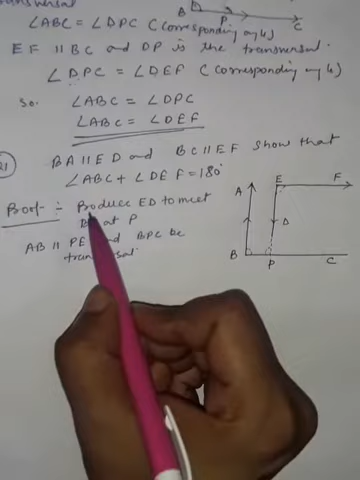 ∠ABC = ∠DPC (Corresponding ∠s)
EF || BC and DP is the transversal.
∠DPC = ∠DEF (Corresponding ∠s)
So. ∠ABC = ∠DPC
∠ABC = ∠DEF
BA || ED and BC || EF show that
∠ABC + ∠DEF = 180°
Proof :- Produce ED to meet
at P
AB || PE and BPC be
transversal
B P C
A E F
D
B P C